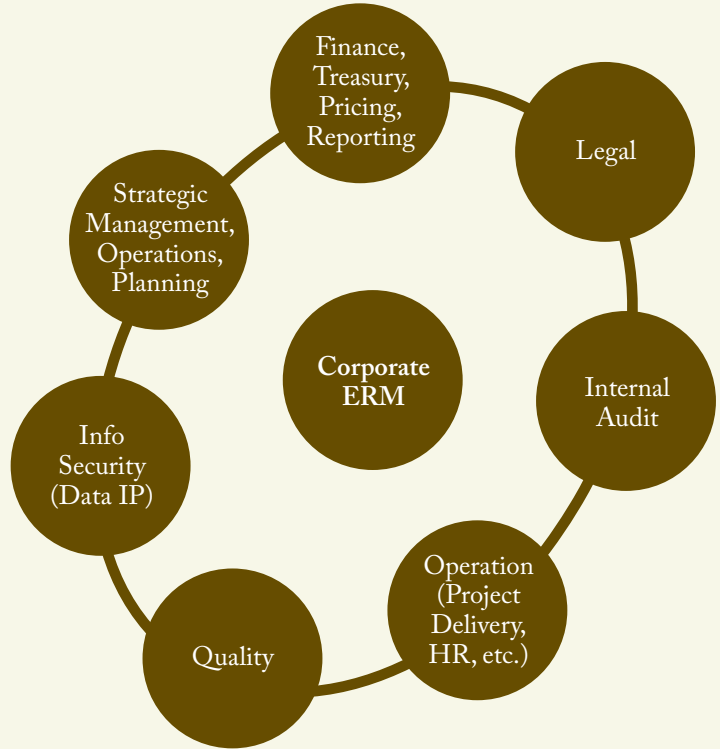 Finance,
Treasury,
Pricing,
Reporting
Legal
Strategic
Management,
Operations,
Planning
Corporate
ERM
Internal
Audit
Info
Security
(Data IP)
Operation
(Project
Delivery,
HR, etc.)
Quality